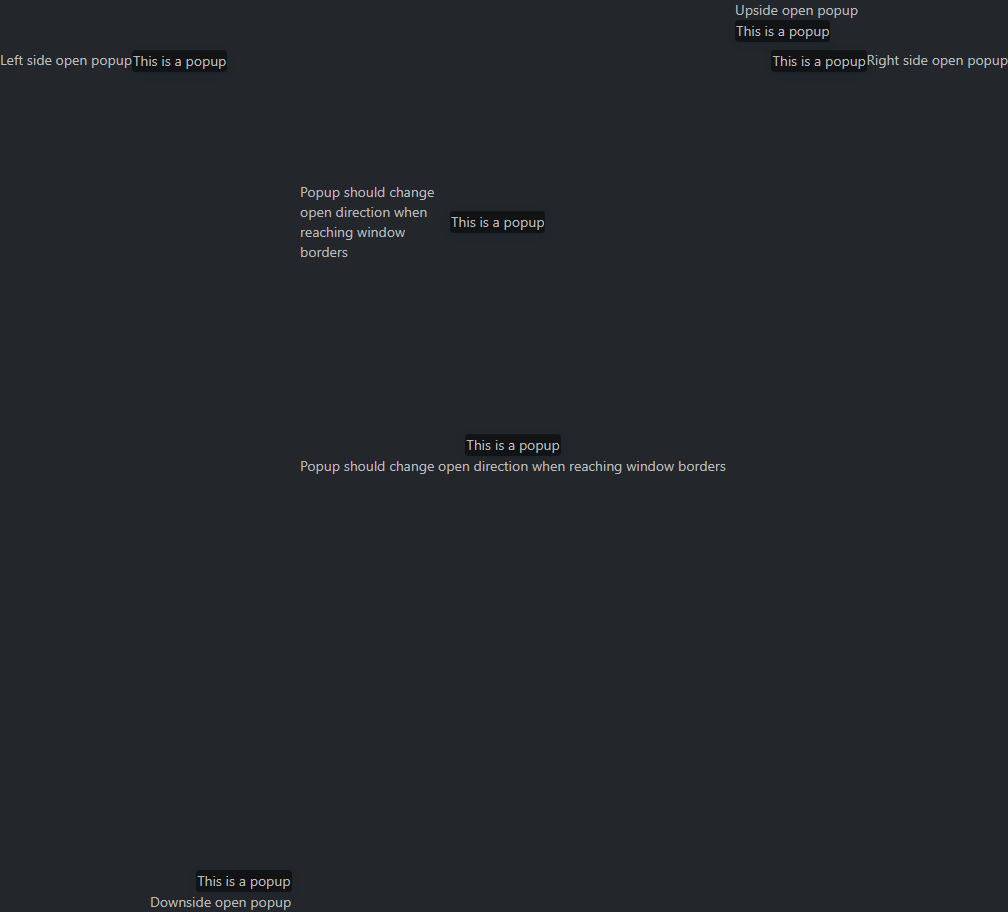 Upside open popup
This is a popup
Left side open popup
This is a popup
This is a popup
Right side open popup
Popup should change
open direction when
reaching window
borders
This is a popup
This is a popup
Popup should change open direction when reaching window borders
This is a popup
Downside open popup